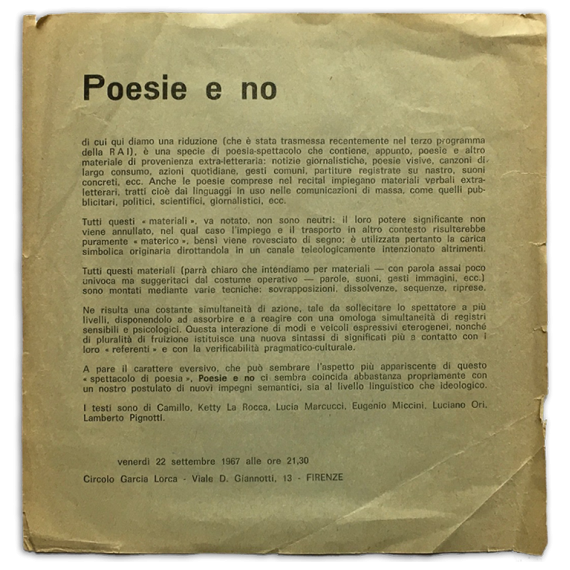 Poesie e no
di cui qui diamo una riduzione (che è stata trasmessa recentemente nel terzo programma
della RAI), è una specie di poesia-spettacolo che contiene, appunto, poesie e altro
materiale di provenienza extra-letteraria: notizie giornalistiche, poesie visive, canzoni di
largo consumo, azioni quotidiane, gesti comuni, partiture registrate su nastro, suoni
concreti, ecc. Anche le poesie comprese nel recital impiegano materiali verbali extra-
letterari, tratti cioè dai linguaggi in uso nelle comunicazioni di massa, come quelli pub-
blicitari, politici, scientifici, giornalistici, ecc.
Tutti questi « materiali », va notato, non sono neutri: il loro potere significante non
viene annullato, nel qual caso l'impiego e il trasporto in altro contesto risulterebbe
puramente « materico », bensì viene rovesciato di segno; è utilizzata pertanto la carica
simbolica originaria dirottandola in un canale teleologicamente intenzionato altrimenti.
Tutti questi materiali (parrà chiaro che intendiamo per materiali — con parola assai poco
univoca ma suggeritaci dal costume operativo — parole, suoni, gesti immagini, ecc.)
sono montati mediante varie tecniche: sovrapposizioni, dissolvenze, sequenze, riprese.
Ne risulta una costante simultaneità di azione, tale da sollecitare lo spettatore a più
livelli, disponendolo ad assorbire e a reagire con una omologa simultaneità di registri
sensibili e psicologici. Questa interazione di modi e veicoli espressivi eterogenei, nonché
di pluralità di fruizione istituisce una nuova sintassi di significati più a contatto con i
loro « referenti » e con la verificabilità pragmatico-culturale.
A pare il carattere eversivo, che può sembrare l'aspetto più appariscente di questo
« spettacolo di poesia », Poesie e no ci sembra coincida abbastanza propriamente con
un nostro postulato di nuovi impegni semantici, sia al livello linguistico che ideologico.
I testi sono di Camillo, Ketty La Rocca, Lucia Marcucci, Eugenio Miccini, Luciano Ori,
Lamberto Pignotti.
venerdì 22 settembre 1967 alle ore 21,30
Circolo Garcia Lorca - Viale D. Giannotti, 13 - FIRENZE